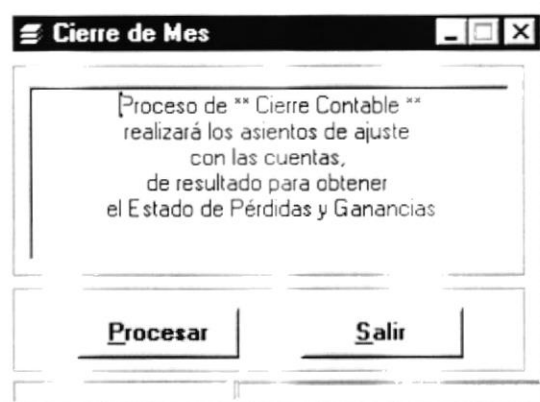 Cierre de Mes
Proceso de ** Cierre Contable **
realizará los asientos de ajuste
con las cuentas,
de resultado para obtener
el Estado de Pérdidas y Ganancias
Procesar Salir